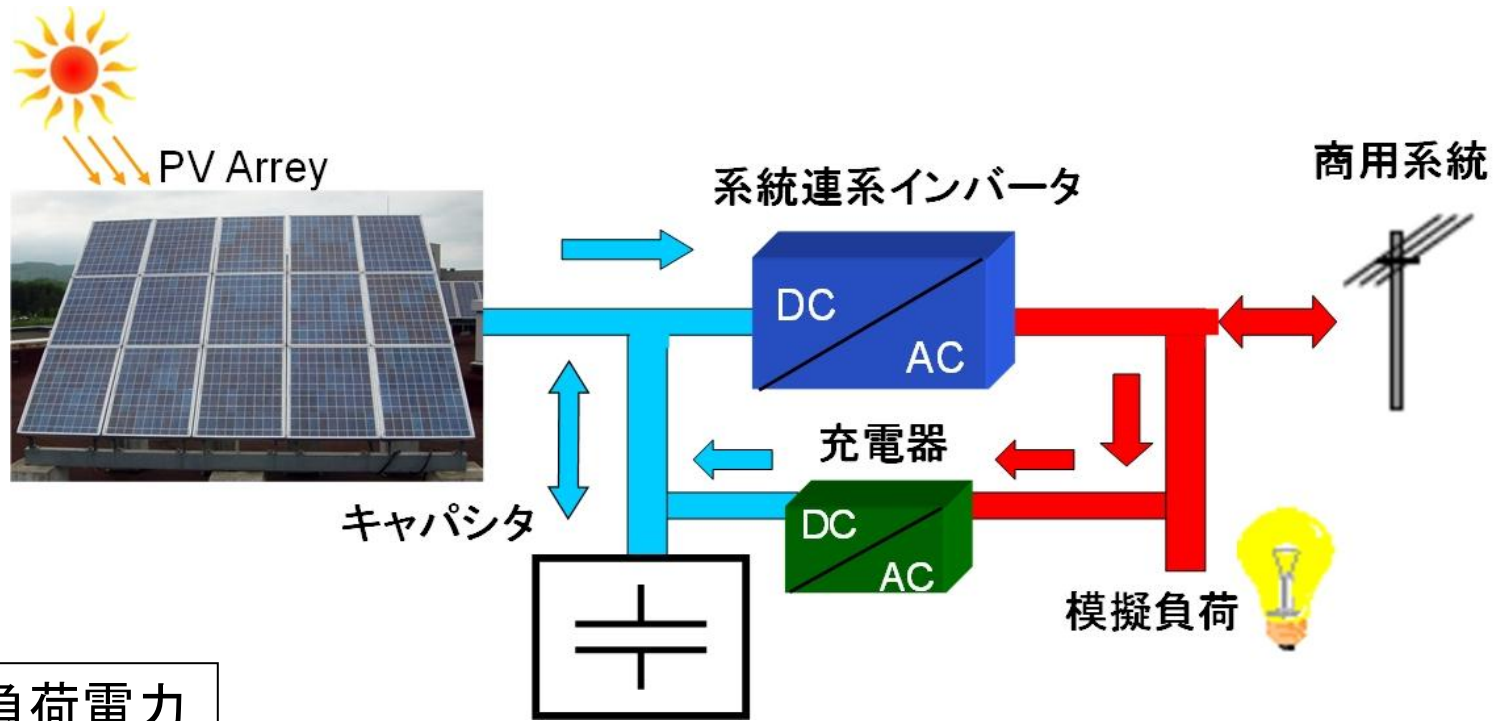 PV Arrey
商用系統
系統連系インバータ
DC
AC
充電器
キャパシタ
DC
AC
模擬負荷
負荷電力